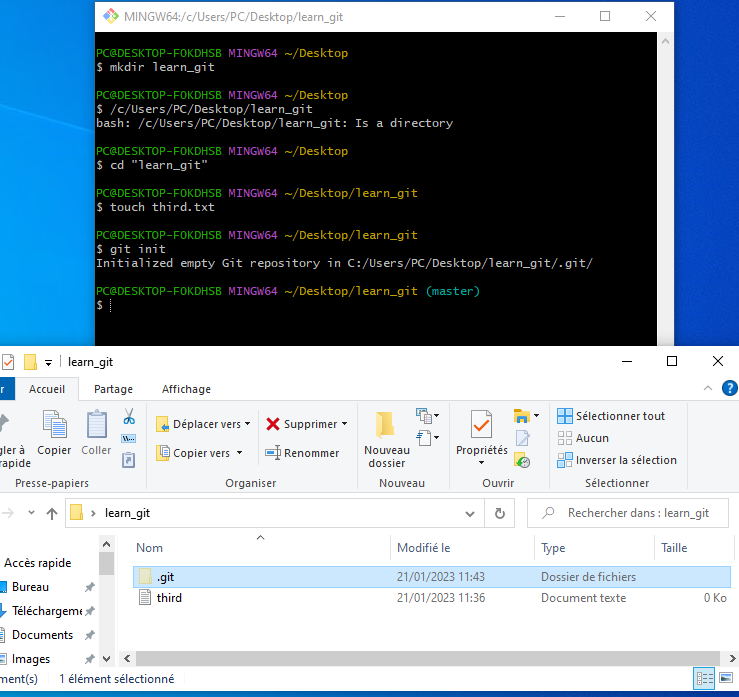 MINGW64:/c/Users/PC/Desktop/learn_git
PC@DESKTOP-FOKDHSB MINGW64 ~/Desktop
$ mkdir learn_git
PC@DESKTOP-FOKDHSB MINGW64 ~/Desktop
$ /c/Users/PC/Desktop/learn_git
bash: /c/Users/PC/Desktop/learn_git: Is a directory
PC@DESKTOP-FOKDHSB MINGW64 ~/Desktop
$ cd "learn_git"
PC@DESKTOP-FOKDHSB MINGW64 ~/Desktop/learn_git
$ touch third.txt
PC@DESKTOP-FOKDHSB MINGW64 ~/Desktop/learn_git
$ git init
Initialized empty Git repository in C:/Users/PC/Desktop/learn_git/.git/
PC@DESKTOP-FOKDHSB MINGW64 ~/Desktop/learn_git (master)
$
learn_git
r Accueil Partage Affichage ?
gler à
rapide
Copier Coller
Presse-papiers
Déplacer vers Supprimer
Copier vers Renommer
Organiser
Nouveau
dossier
Nouveau
Propriétés
Ouvrir
Sélectionner tout
Aucun
Inverser la sélection
Sélectionner
learn_git
Rechercher dans : learn_git
Nom Modifié le Type Taille
Accès rapide
Bureau
Téléchargeme
Documents
Images
.git 21/01/2023 11:43 Dossier de fichiers
third 21/01/2023 11:36 Document texte 0 Ko
ment(s) 1 élément sélectionné